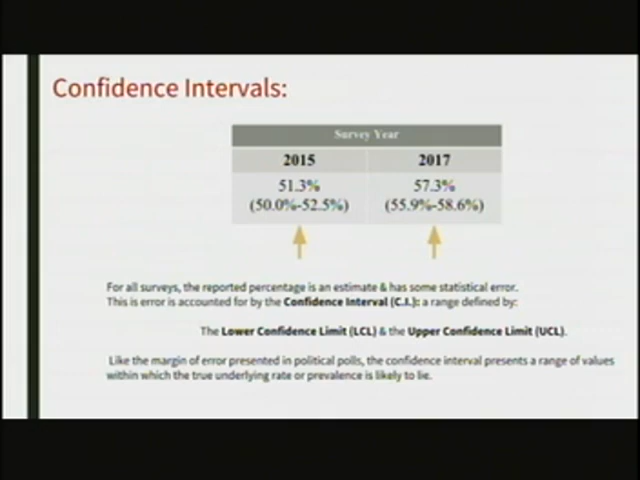 Confidence Intervals:
Survey Year
2015 2017
51.3% 57.3%
(50.0%-52.5%) (55.9%-58.6%)
For all surveys, the reported percentage is an estimate & has some statistical error.
This is error is accounted for by the Confidence Interval (C.I.): a range defined by:
The Lower Confidence Limit (LCL) & the Upper Confidence Limit (UCL).
Like the margin of error presented in political polls, the confidence interval presents a range of values
within which the true underlying rate or prevalence is likely to lie.